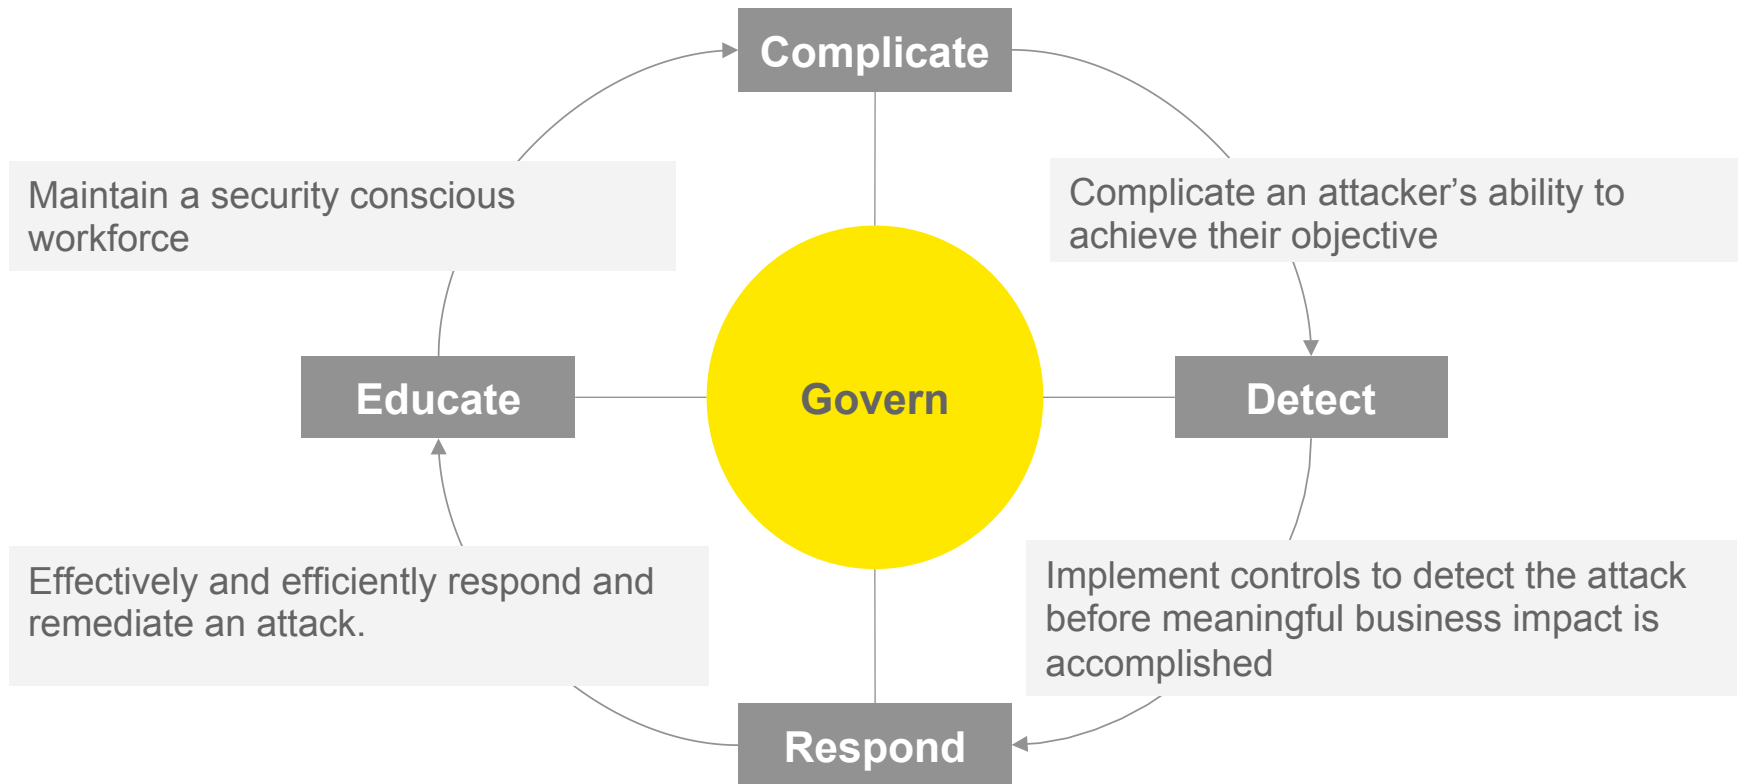 Complicate
Maintain a security conscious
workforce
Complicate an attacker’s ability to
achieve their objective
Educate
Govern
Detect
Effectively and efficiently respond and
remediate an attack.
Implement controls to detect the attack
before meaningful business impact is
accomplished
Respond